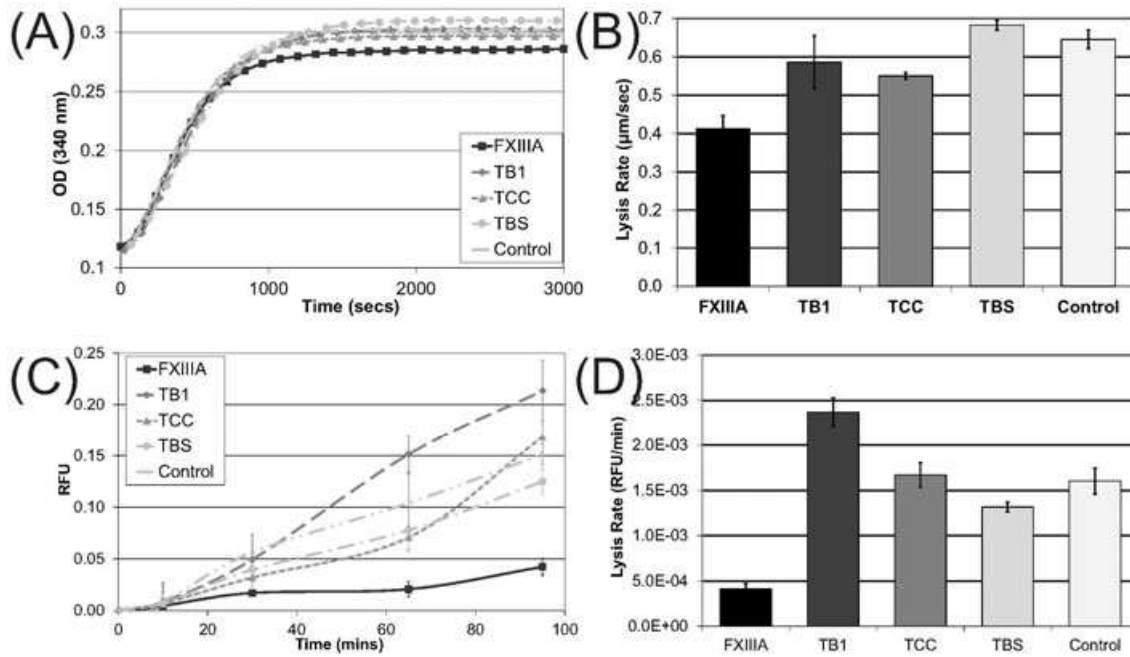 (A)
0.3
0.25
0.2
0.15
0.1
OD (340 nm)
FXIIIA
TB1
TCC
TBS
Control
0
1000
2000
3000
Time (secs)
(B)
0.7
0.6
0.5
0.4
0.3
0.2
0.1
0.0
Lysis Rate (µm/sec)
FXIIIA
TB1
TCC
TBS
Control
(C)
0.25
0.20
0.15
0.10
0.05
0.00
RFU
FXIIIA
TB1
TCC
TBS
Control
0
20
40
60
80
100
Time (mins)
(D)
3.0E-03
2.5E-03
2.0E-03
1.5E-03
1.0E-03
5.0E-04
0.0E+00
Lysis Rate (RFU/min)
FXIIIA
TB1
TCC
TBS
Control